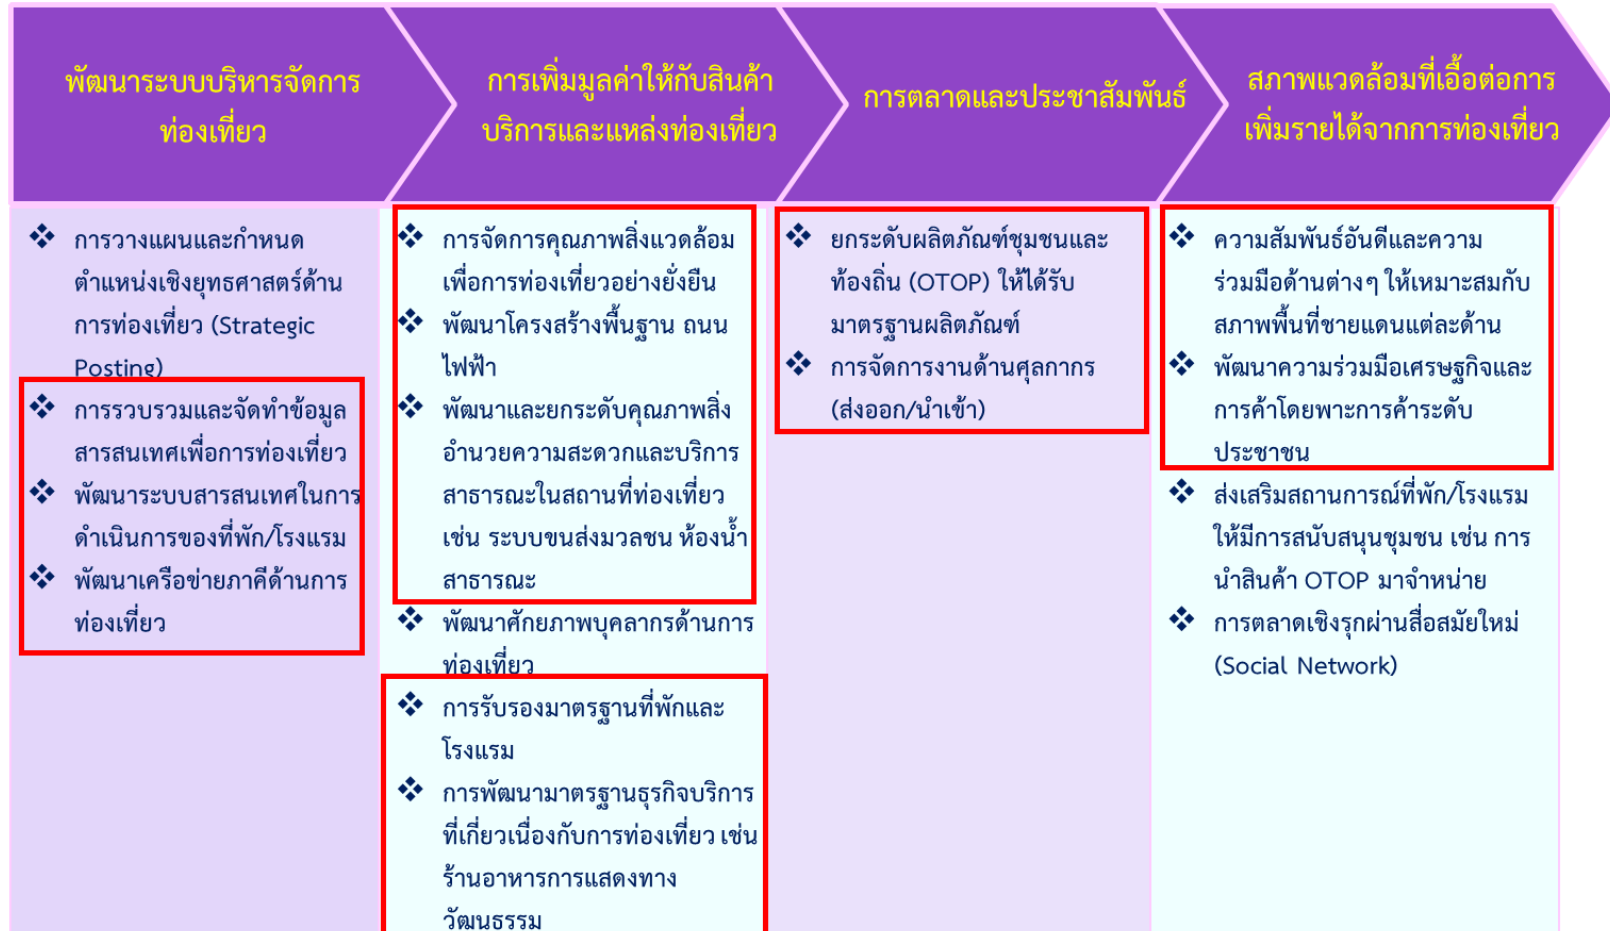 พัฒนาระบบบริหารจัดการ
ท่องเที่ยว
การเพิ่มมูลค่าให้กับสินค้า
บริการและแหล่งท่องเที่ยว
การตลาดและประชาสัมพันธ์
สภาพแวดล้อมที่เอื้อต่อการ
เพิ่มรายได้จากการท่องเที่ยว
❖ การวางแผนและกำหนด
ตำแหน่งเชิงยุทธศาสตร์ด้าน
การท่องเที่ยว (Strategic
Posting)
❖ การรวบรวมและจัดทำข้อมูล
สารสนเทศเพื่อการท่องเที่ยว
❖ พัฒนาระบบสารสนเทศในการ
ดำเนินการของที่พัก/โรงแรม
❖ พัฒนาเครือข่ายภาคีด้านการ
ท่องเที่ยว
❖ การจัดการคุณภาพสิ่งแวดล้อม
เพื่อการท่องเที่ยวอย่างยั่งยืน
❖ พัฒนาโครงสร้างพื้นฐาน ถนน
ไฟฟ้า
❖ พัฒนาและยกระดับคุณภาพสิ่ง
อำนวยความสะดวกและบริการ
สาธารณะในสถานที่ท่องเที่ยว
เช่น ระบบขนส่งมวลชน ห้องน้ำ
สาธารณะ
❖ พัฒนาศักยภาพบุคลากรด้านการ
ท่องเที่ยว
❖ การรับรองมาตรฐานที่พักและ
โรงแรม
❖ การพัฒนามาตรฐานธุรกิจบริการ
ที่เกี่ยวเนื่องกับการท่องเที่ยว เช่น
ร้านอาหารการแสดงทาง
วัฒนธรรม
❖ ยกระดับผลิตภัณฑ์ชุมชนและ
ท้องถิ่น (OTOP) ให้ได้รับ
มาตรฐานผลิตภัณฑ์
❖ การจัดการงานด้านศุลกากร
(ส่งออก/นำเข้า)
❖ ความสัมพันธ์อันดีและความ
ร่วมมือด้านต่างๆ ให้เหมาะสมกับ
สภาพพื้นที่ชายแดนแต่ละด้าน
❖ พัฒนาความร่วมมือเศรษฐกิจและ
การค้าโดยพาะการค้าระดับ
ประชาชน
❖ ส่งเสริมสถานการณ์ที่พัก/โรงแรม
ให้มีการสนับสนุนชุมชน เช่น การ
นำสินค้า OTOP มาจำหน่าย
❖ การตลาดเชิงรุกผ่านสื่อสมัยใหม่
(Social Network)